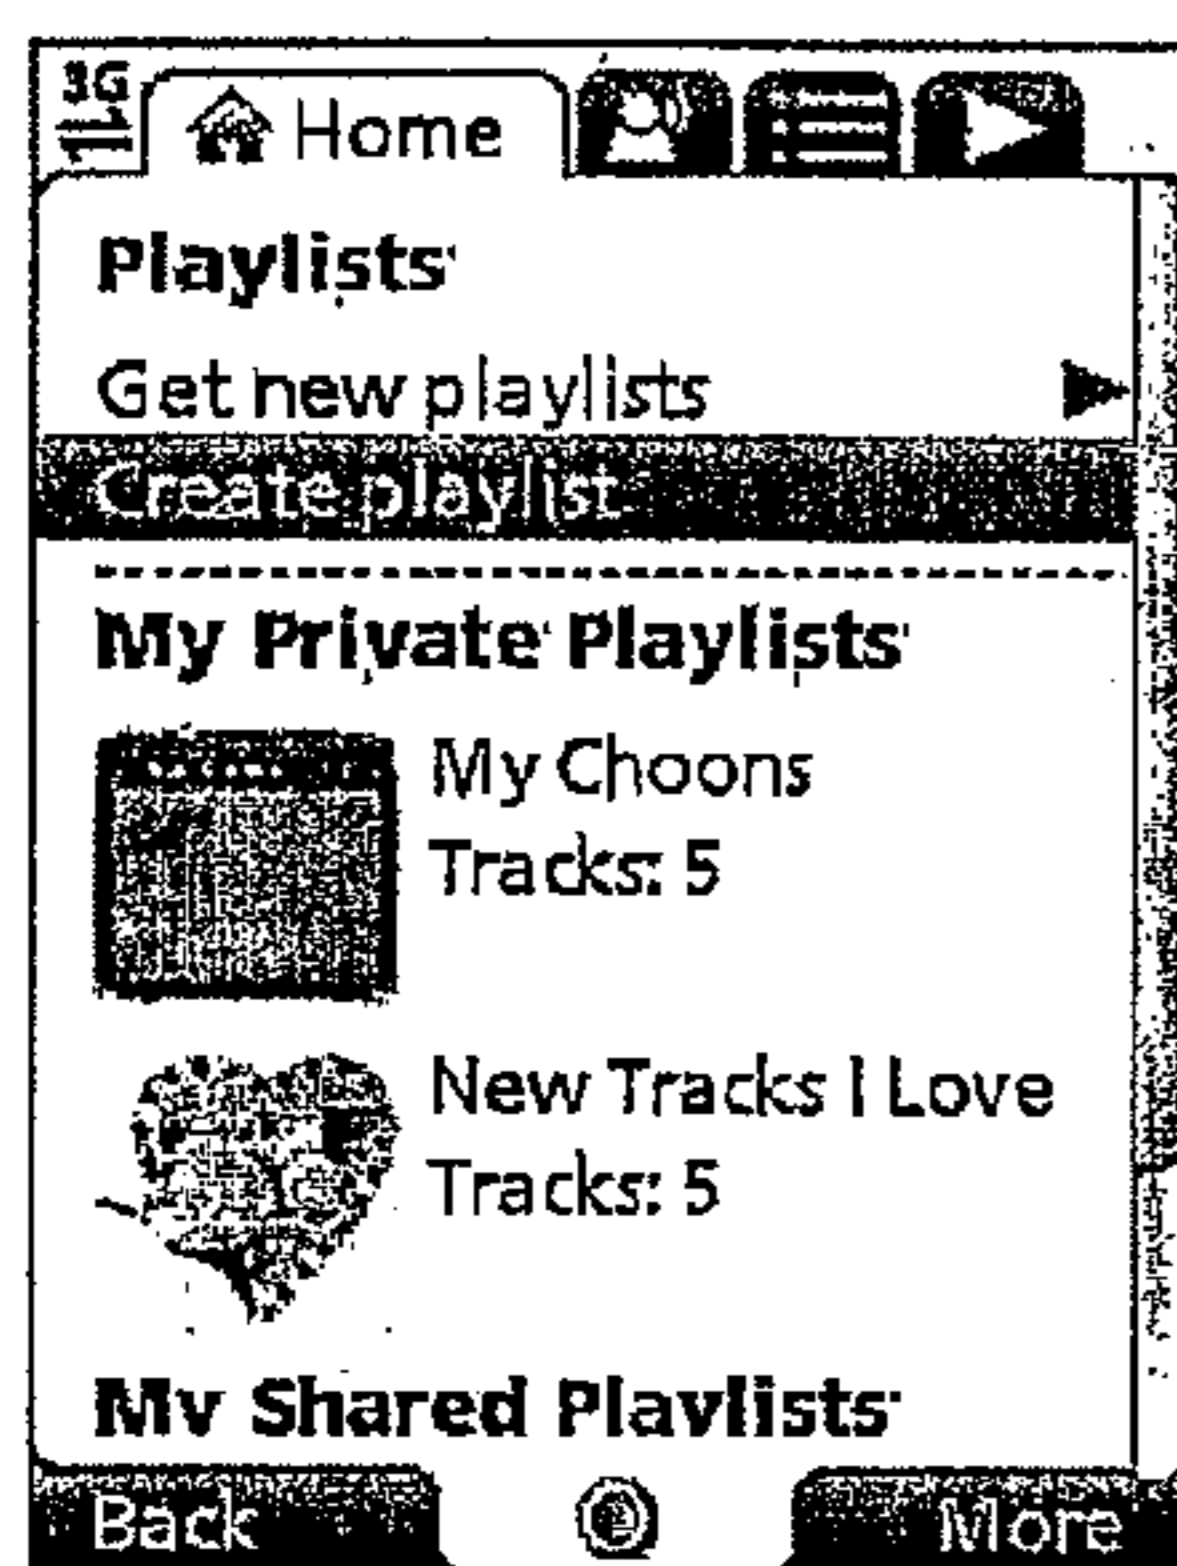 3G
Home
Playlists
Get new playlists
Create playlist
My Private Playlists
My Choons
Tracks: 5
New Tracks I Love
Tracks: 5
My Shared Playlists
Back
More